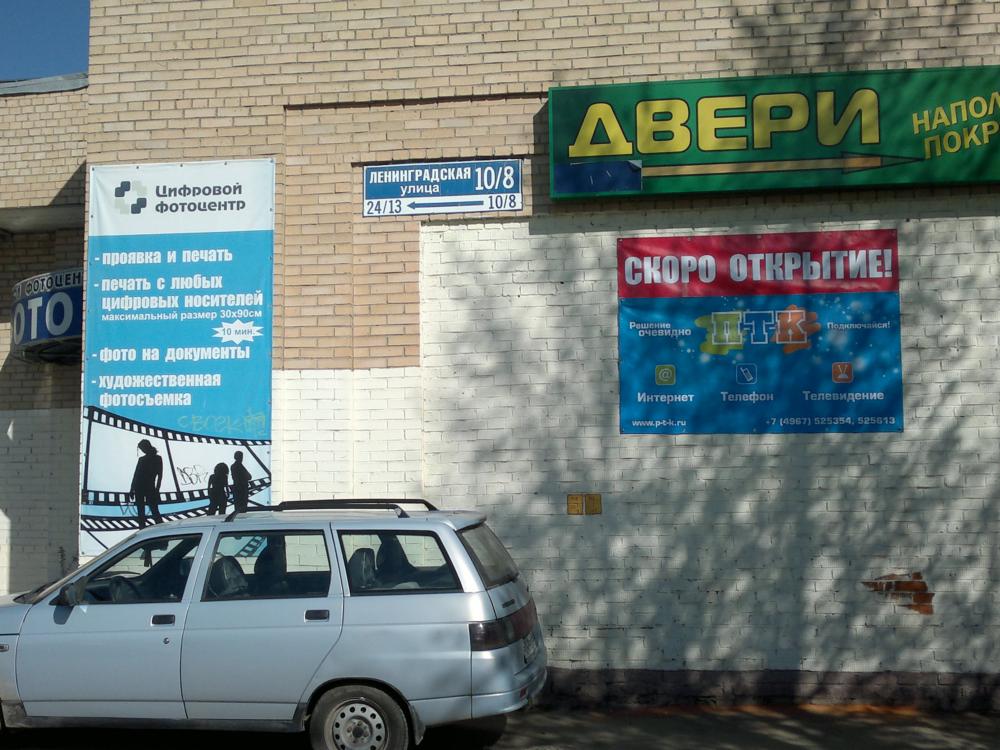 Цифровой
фотоцентр
- проявка и печать
- печать с любых
цифровых носителей
максимальный размер 30х90см
10 мин.
- фото на документы
- художественная
фотосъемка
ФОТОЦЕН
ОТО
ЛЕНИНГРАДСКАЯ
улица
10/8
24/13
10/8
ДВЕРИ
НАПОЛ
ПОКР
СКОРО ОТКРЫТИЕ!
Решение
очевидно
ПТК
Подключайся!
Интернет
Телефон
Телевидение
www.p-t-k.ru
+7 (4967) 525354, 525613